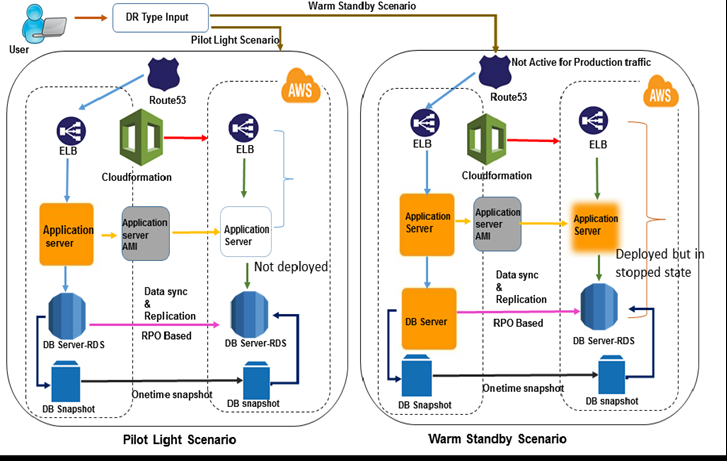 Warm Standby Scenario
DR Type Input
User
Pilot Light Scenario
Route53
AWS
ELB
ELB
Cloudformation
Application
server
Application
server
AMI
Application
Server
Not deployed
Data sync
&
Replication
RPO Based
DB Server-RDS
DB Server-RDS
Onetime snapshot
DB Snapshot
DB snapshot
Pilot Light Scenario
Not Active for Production traffic
Route53
AWS
ELB
ELB
Cloudformation
Application
Server
Application
server
AMI
Application
Server
Deployed but in
stopped state
Data sync
&
Replication
RPO Based
DB Server
DB Server-RDS
Onetime snapshot
DB Snapshot
DB snapshot
Warm Standby Scenario